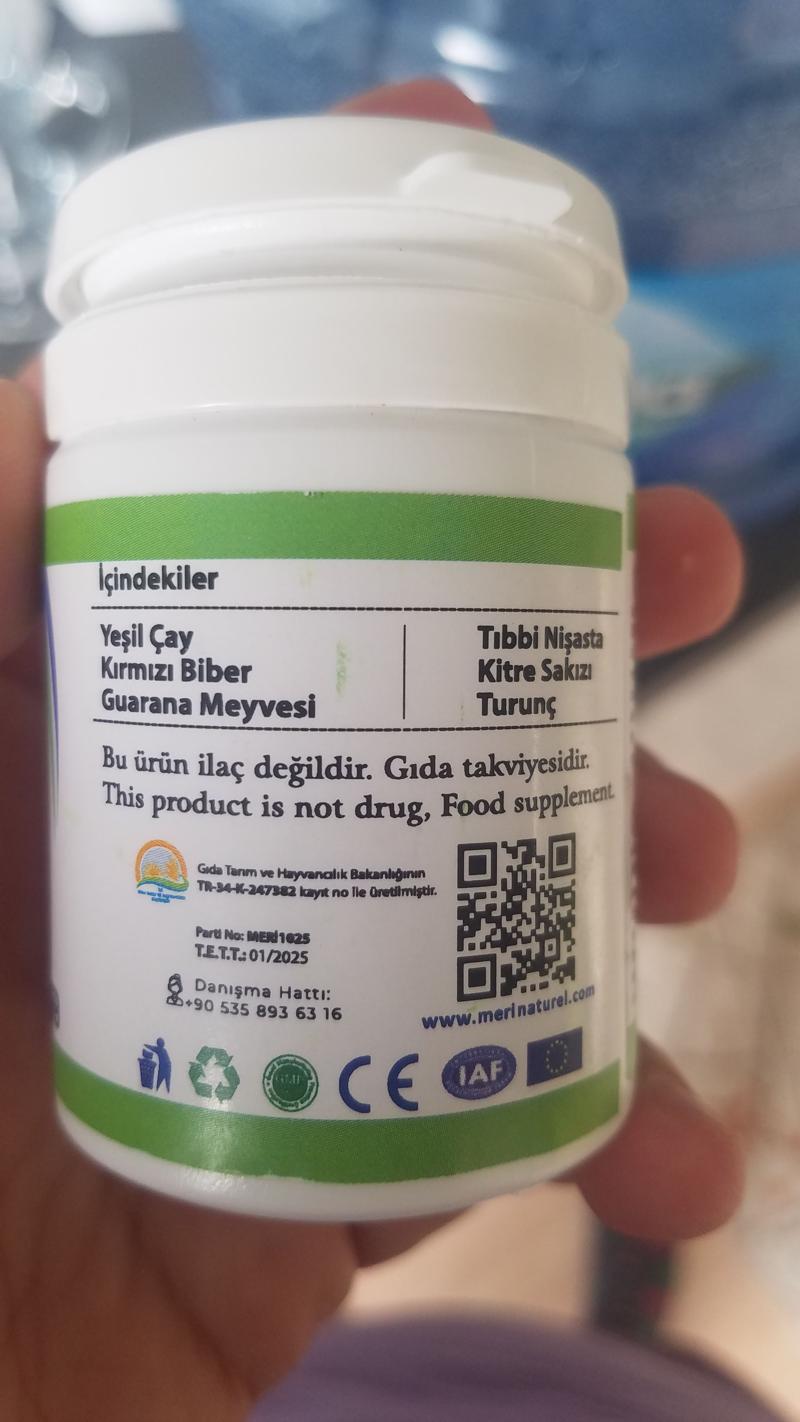 İçindekiler
Yeşil Çay
Kırmızı Biber
Guarana Meyvesi
Tıbbi Nişasta
Kitre Sakızı
Turunç
Bu ürün ilaç değildir. Gıda takviyesidir.
This product is not drug, Food supplement.
Gıda Tarım ve Hayvancılık Bakanlığının
TR-34-K-247382 kayıt no ile üretilmiştir.
Parti No: MERİ1625
T.E.T.T.: 01/2025
Danışma Hattı:
+90 535 893 63 16
www.merinaturel.com
GMP
CE
IAF